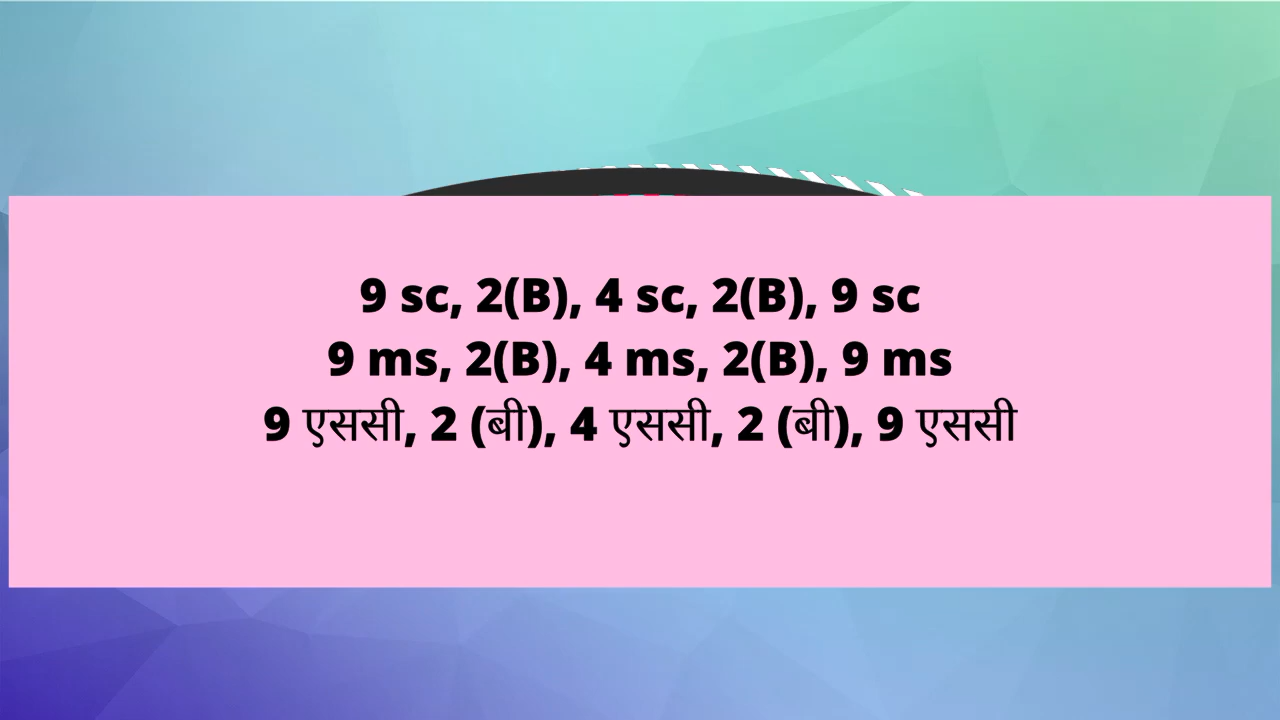 9 sc, 2(B), 4 sc, 2(B), 9 sc
9 ms, 2(B), 4 ms, 2(B), 9 ms
9 एससी, 2 (बी), 4 एससी, 2 (बी), 9 एससी